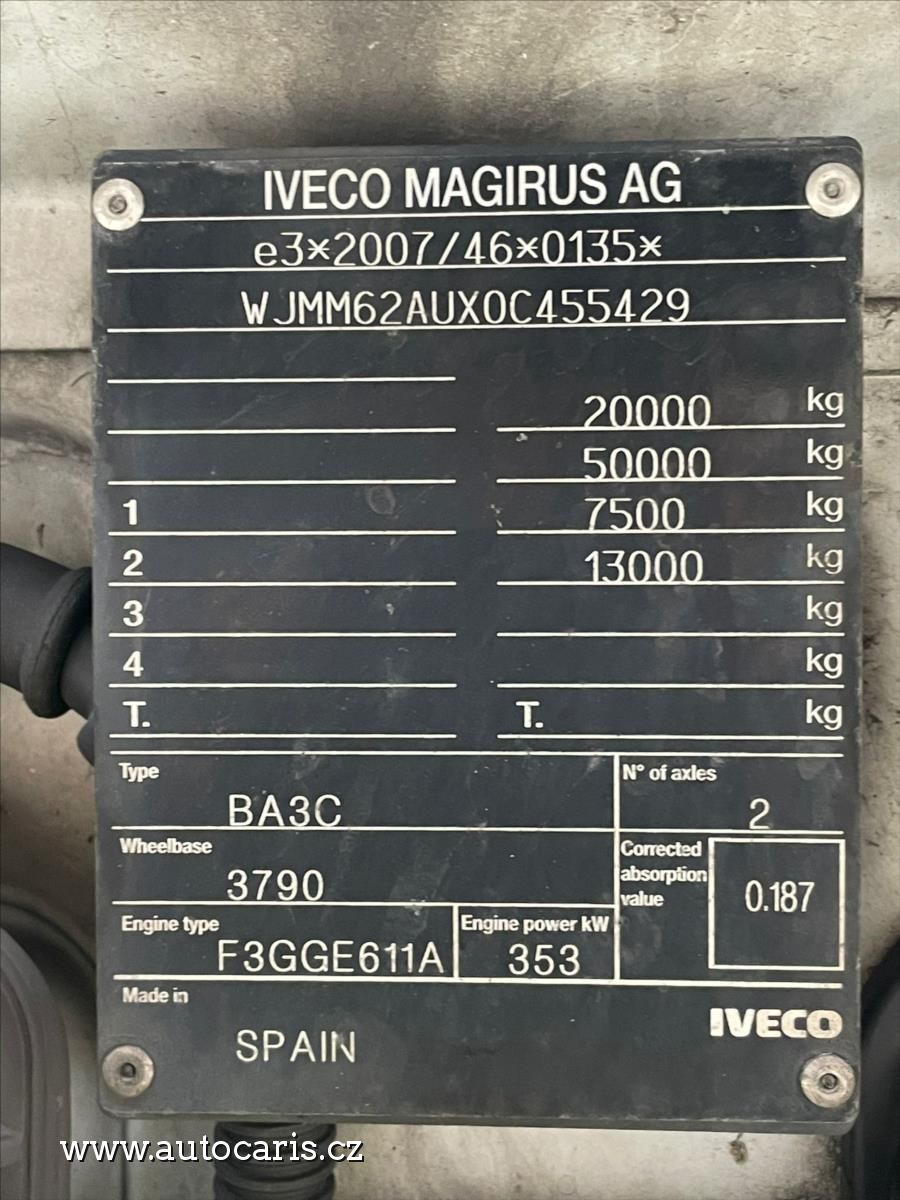 IVECO MAGIRUS AG
e3*2007/46*0135*
WJMM62AUX0C455429
20000 kg
50000 kg
1 7500 kg
2 13000 kg
3 kg
4 kg
T. T. kg
Type N° of axles
BA3C 2
Wheelbase Corrected absorption value
3790 0.187
Engine type Engine power kW
F3GGE611A 353
Made in
SPAIN IVECO
www.autocaris.cz